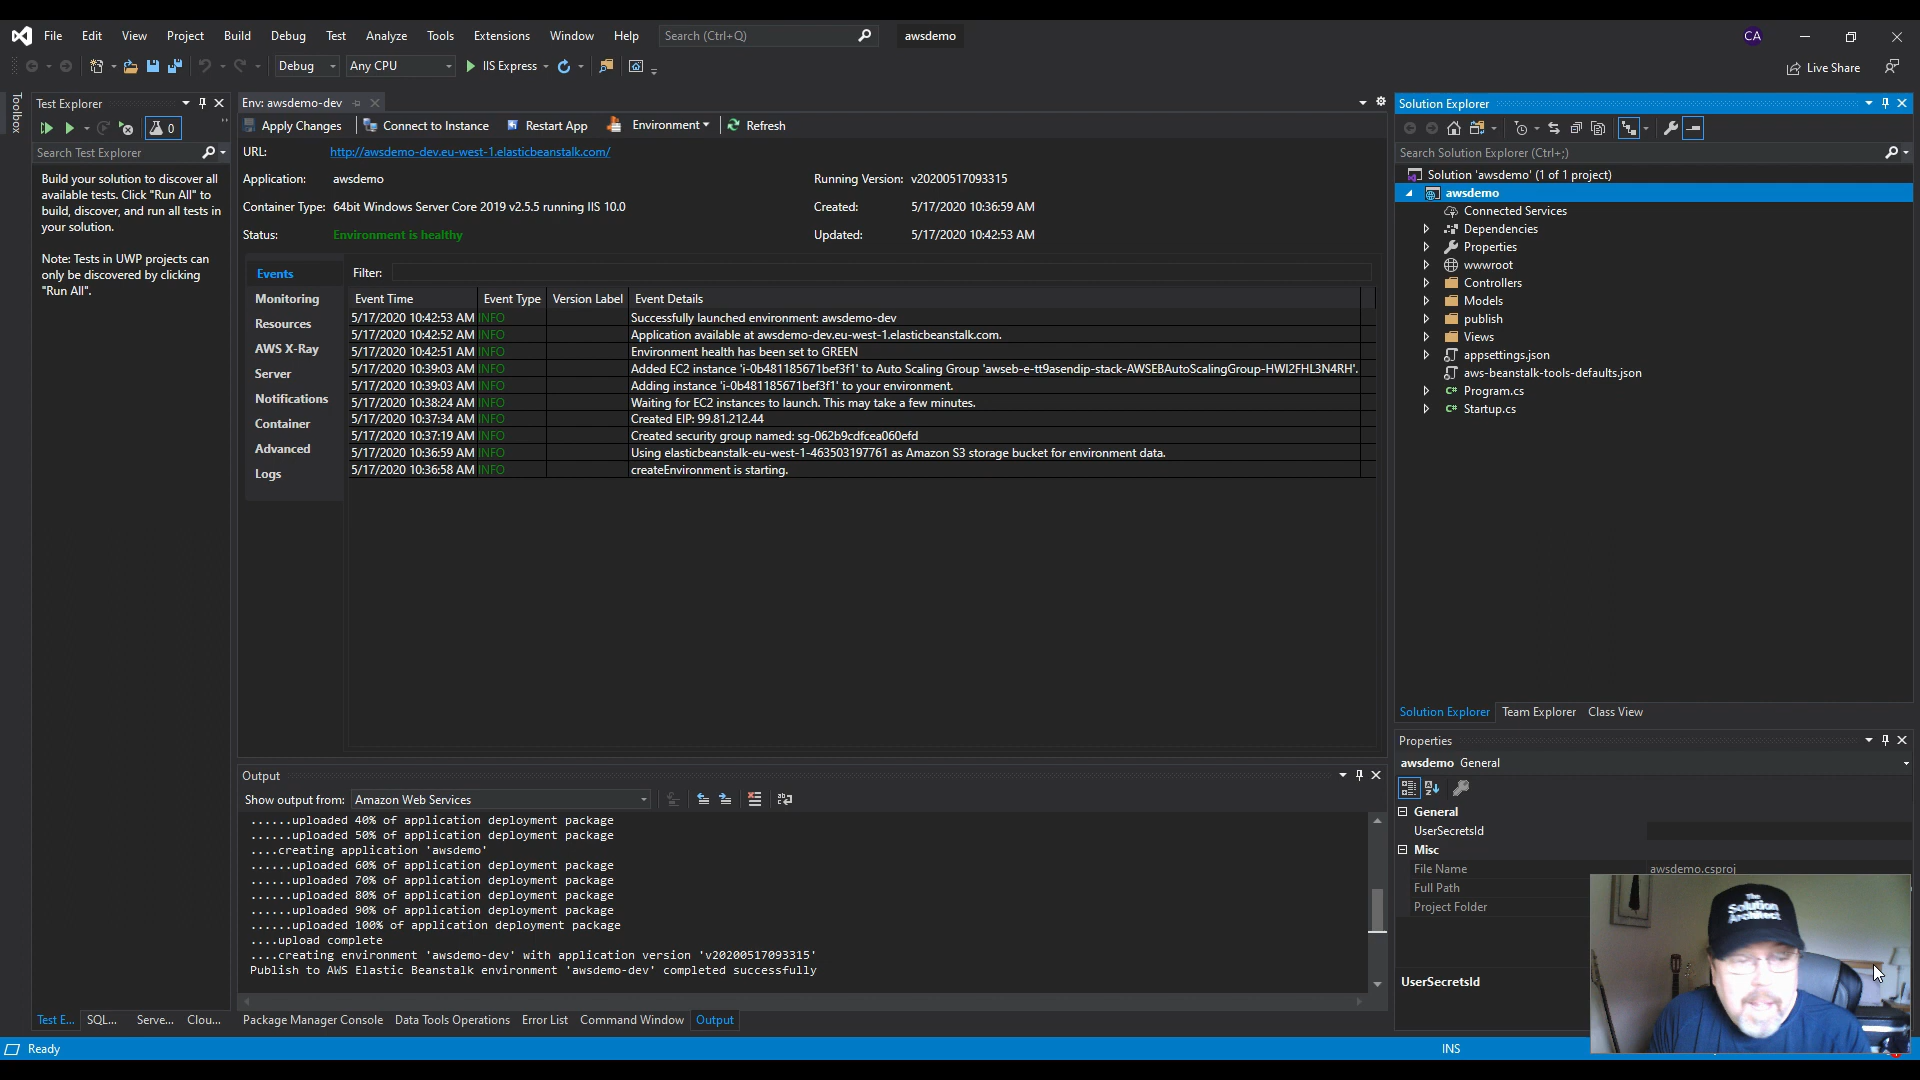 File Edit View Project Build Debug Test Analyze Tools Extensions Window Help Search (Ctrl+Q) awsdemo CA
Debug Any CPU IIS Express Live Share
Toolbox
Test Explorer
0
Search Test Explorer
Build your solution to discover all
available tests. Click "Run All" to
build, discover, and run all tests in
your solution.
Note: Tests in UWP projects can
only be discovered by clicking
"Run All".
Env: awsdemo-dev
Apply Changes Connect to Instance Restart App Environment Refresh
URL: http://awsdemo-dev.eu-west-1.elasticbeanstalk.com/
Application: awsdemo Running Version: v20200517093315
Container Type: 64bit Windows Server Core 2019 v2.5.5 running IIS 10.0 Created: 5/17/2020 10:36:59 AM
Status: Environment is healthy Updated: 5/17/2020 10:42:53 AM
Events
Monitoring
Resources
AWS X-Ray
Server
Notifications
Container
Advanced
Logs
Filter:
Event Time Event Type Version Label Event Details
5/17/2020 10:42:53 AM INFO Successfully launched environment: awsdemo-dev
5/17/2020 10:42:52 AM INFO Application available at awsdemo-dev.eu-west-1.elasticbeanstalk.com.
5/17/2020 10:42:51 AM INFO Environment health has been set to GREEN
5/17/2020 10:39:03 AM INFO Added EC2 instance 'i-0b481185671bef3f1' to Auto Scaling Group 'awseb-e-tt9asendip-stack-AWSEBAutoScalingGroup-HWI2FHL3N4RH'.
5/17/2020 10:39:03 AM INFO Adding instance 'i-0b481185671bef3f1' to your environment.
5/17/2020 10:38:24 AM INFO Waiting for EC2 instances to launch. This may take a few minutes.
5/17/2020 10:37:34 AM INFO Created EIP: 99.81.212.44
5/17/2020 10:37:19 AM INFO Created security group named: sg-062b9cdfcea060efd
5/17/2020 10:36:59 AM INFO Using elasticbeanstalk-eu-west-1-463503197761 as Amazon S3 storage bucket for environment data.
5/17/2020 10:36:58 AM INFO createEnvironment is starting.
Output
Show output from: Amazon Web Services
......uploaded 40% of application deployment package
......uploaded 50% of application deployment package
....creating application 'awsdemo'
......uploaded 60% of application deployment package
......uploaded 70% of application deployment package
......uploaded 80% of application deployment package
......uploaded 90% of application deployment package
......uploaded 100% of application deployment package
....upload complete
....creating environment 'awsdemo-dev' with application version 'v20200517093315'
Publish to AWS Elastic Beanstalk environment 'awsdemo-dev' completed successfully
Test E... SQL... Serve... Clou... Package Manager Console Data Tools Operations Error List Command Window Output
Ready INS
Solution Explorer
Search Solution Explorer (Ctrl+;)
Solution 'awsdemo' (1 of 1 project)
awsdemo
Connected Services
Dependencies
Properties
wwwroot
Controllers
Models
publish
Views
appsettings.json
aws-beanstalk-tools-defaults.json
C# Program.cs
C# Startup.cs
Solution Explorer Team Explorer Class View
Properties
awsdemo General
General
UserSecretsId
Misc
File Name awsdemo.csproj
Full Path
Project Folder
UserSecretsId
The
Solution
Architect